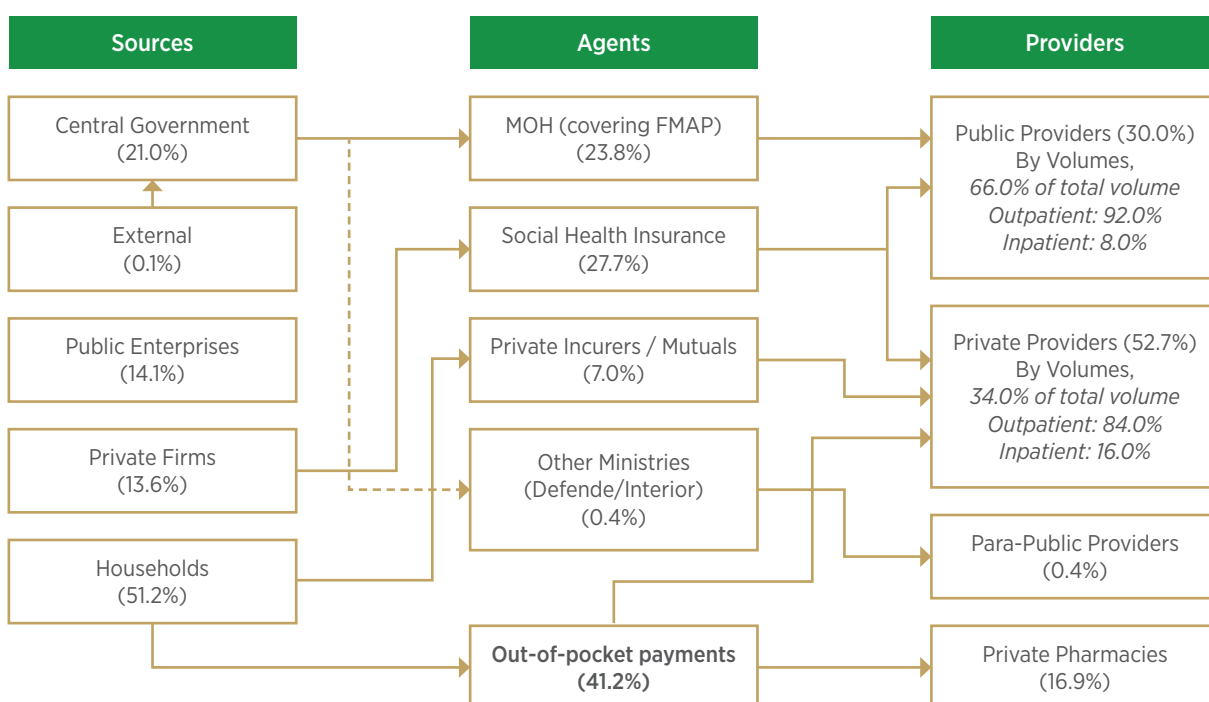 Sources
Central Government
(21.0%)
External
(0.1%)
Public Enterprises
(14.1%)
Private Firms
(13.6%)
Households
(51.2%)
Agents
MOH (covering FMAP)
(23.8%)
Social Health Insurance
(27.7%)
Private Incurers / Mutuals
(7.0%)
Other Ministries
(Defende/Interior)
(0.4%)
Out-of-pocket payments
(41.2%)
Providers
Public Providers (30.0%)
By Volumes,
66.0% of total volume
Outpatient: 92.0%
Inpatient: 8.0%
Private Providers (52.7%)
By Volumes,
34.0% of total volume
Outpatient: 84.0%
Inpatient: 16.0%
Para-Public Providers
(0.4%)
Private Pharmacies
(16.9%)